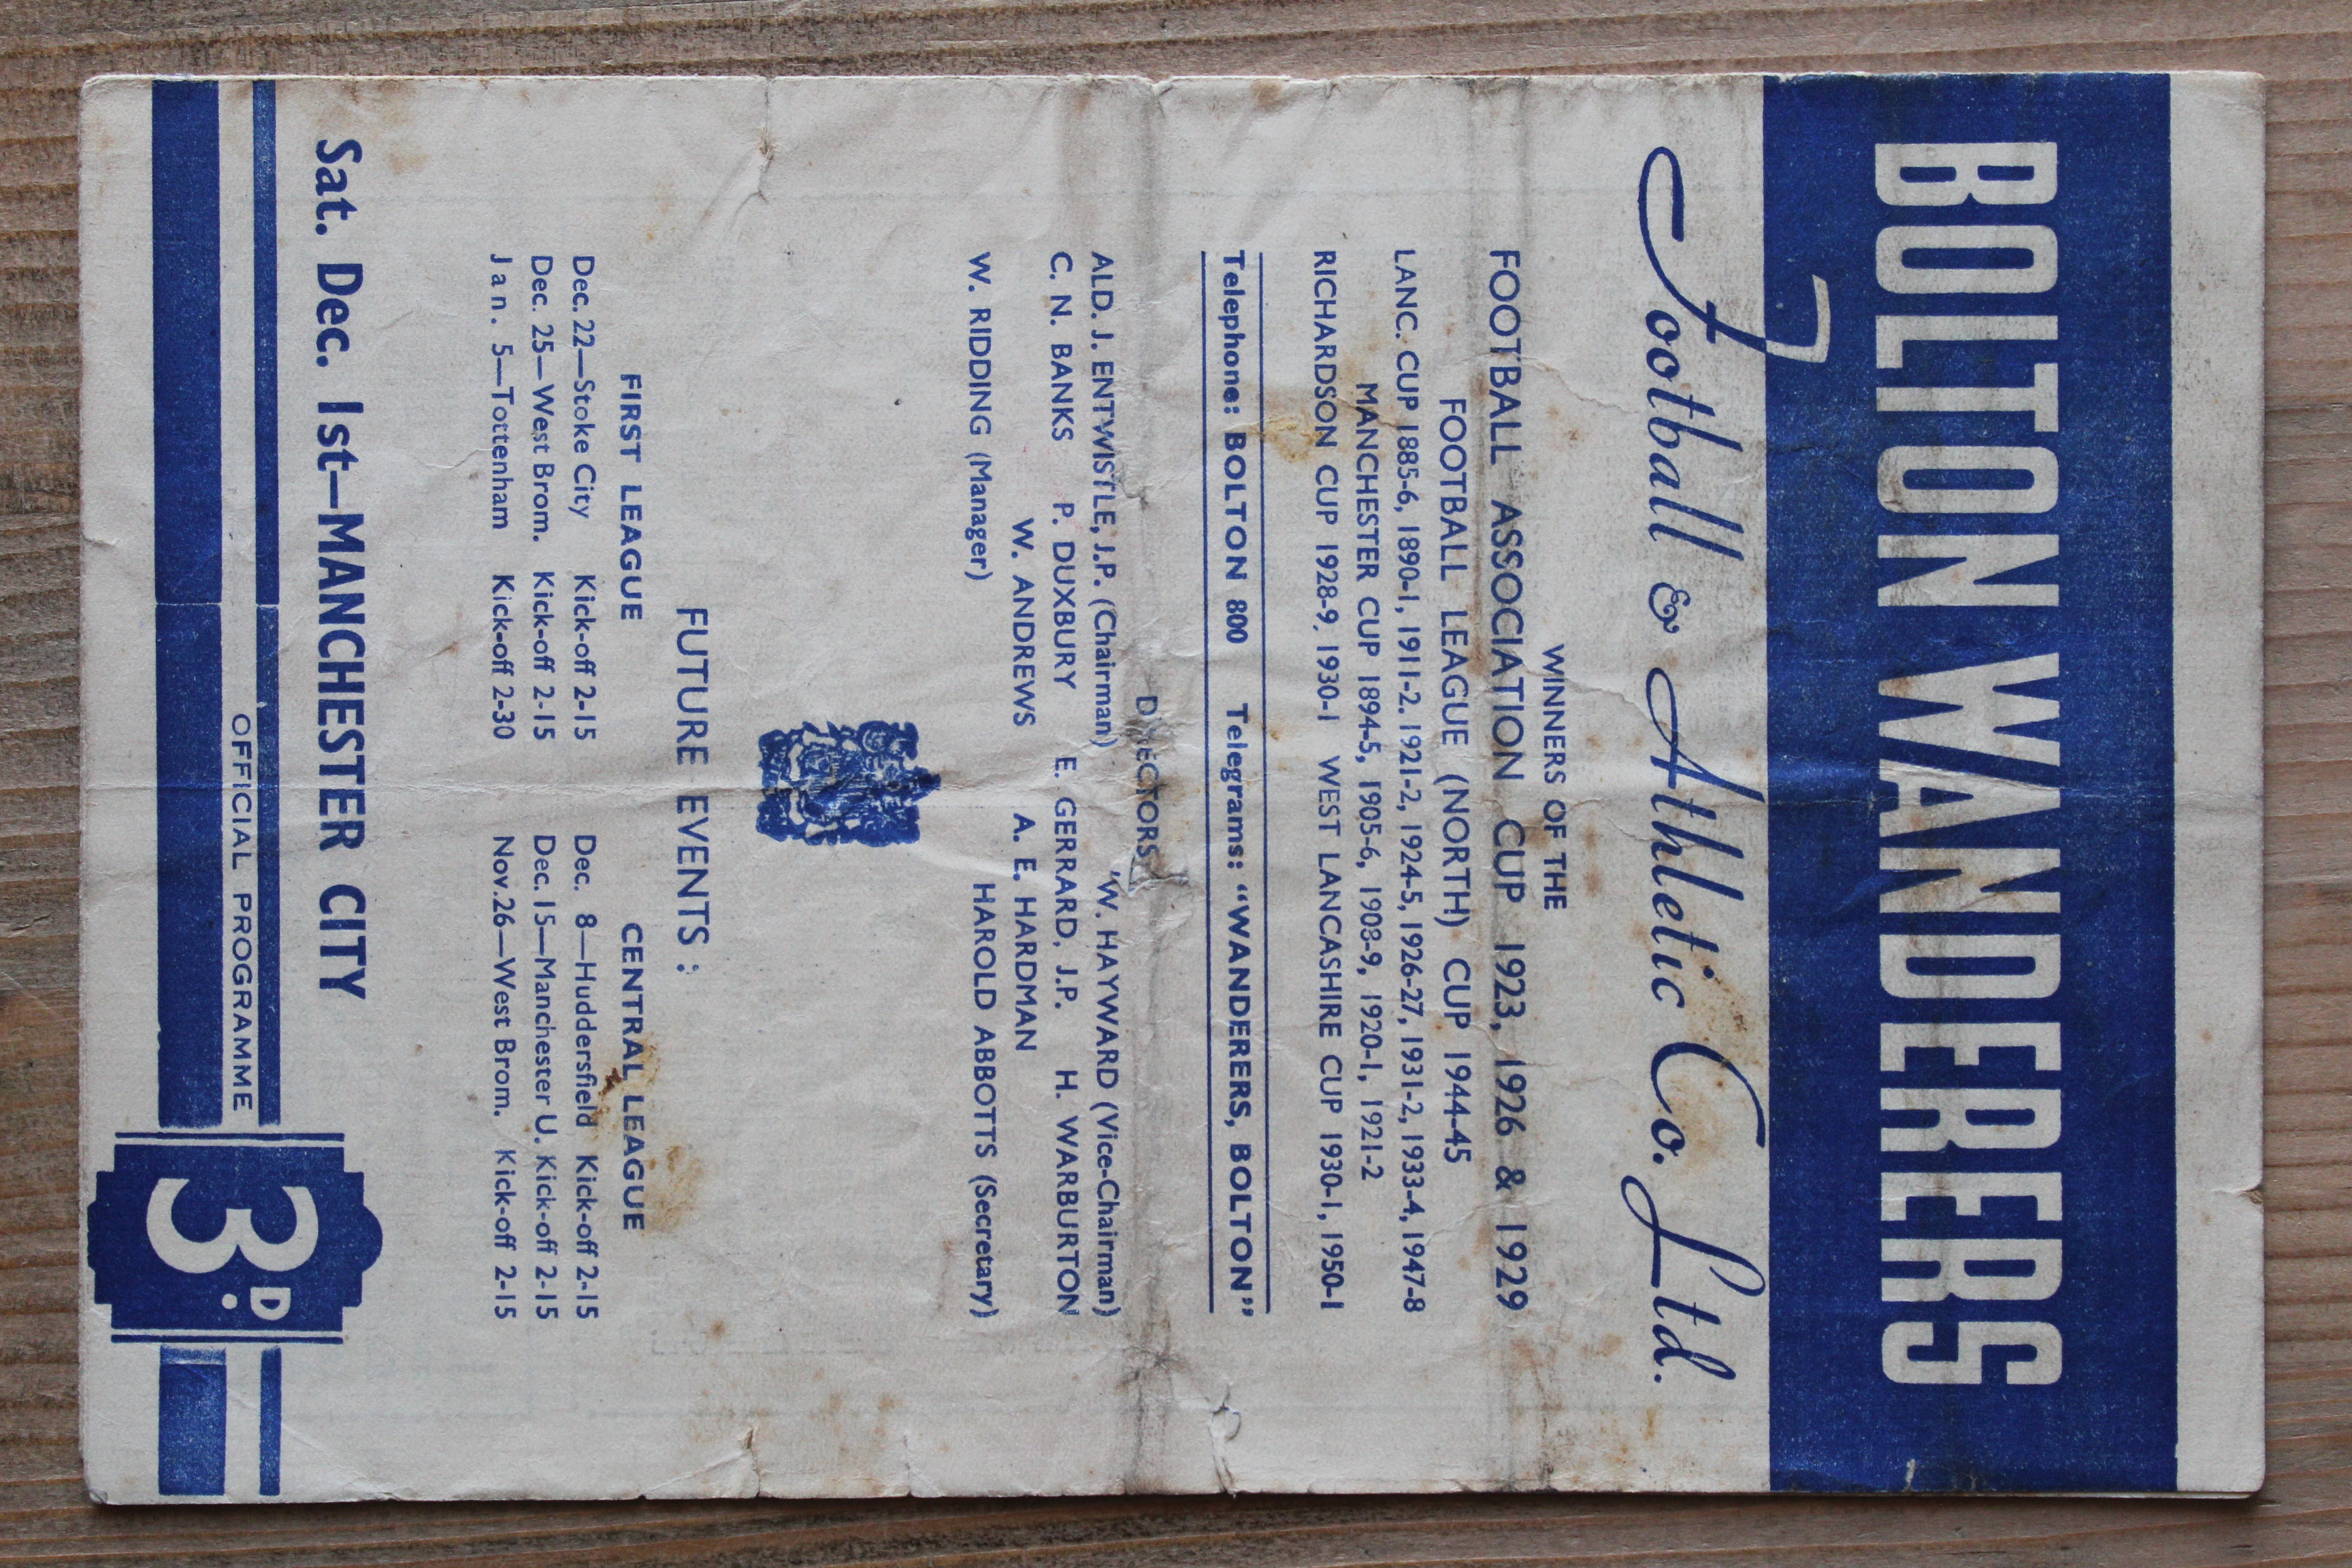 BOLTON WANDERERS
Football & Athletic Co. Ltd.
WINNERS OF THE
FOOTBALL ASSOCIATION CUP 1923, 1926 & 1929
FOOTBALL LEAGUE (NORTH) CUP 1944-45
LANC. CUP 1885-6, 1890-1, 1911-2, 1921-2, 1924-5, 1926-27, 1931-2, 1933-4, 1947-8
MANCHESTER CUP 1894-5, 1905-6, 1908-9, 1920-1, 1921-2
RICHARDSON CUP 1928-9, 1930-1 WEST LANCASHIRE CUP 1930-1, 1950-1
Telephone: BOLTON 800 Telegrams: "WANDERERS, BOLTON"
DIRECTORS
ALD. J. ENTWISTLE, J.P. (Chairman) W. HAYWARD (Vice-Chairman)
C. N. BANKS P. DUXBURY E. GERRARD, J.P. H. WARBURTON
W. ANDREWS A. E. HARDMAN
W. RIDDING (Manager) HAROLD ABBOTTS (Secretary)
FUTURE EVENTS :
FIRST LEAGUE CENTRAL LEAGUE
Dec. 22—Stoke City Kick-off 2-15 Dec. 8—Huddersfield Kick-off 2-15
Dec. 25—West Brom. Kick-off 2-15 Dec. 15—Manchester U. Kick-off 2-15
Jan. 5—Tottenham Kick-off 2-30 Nov.26—West Brom. Kick-off 2-15
Sat. Dec. 1st—MANCHESTER CITY
OFFICIAL PROGRAMME
3D.